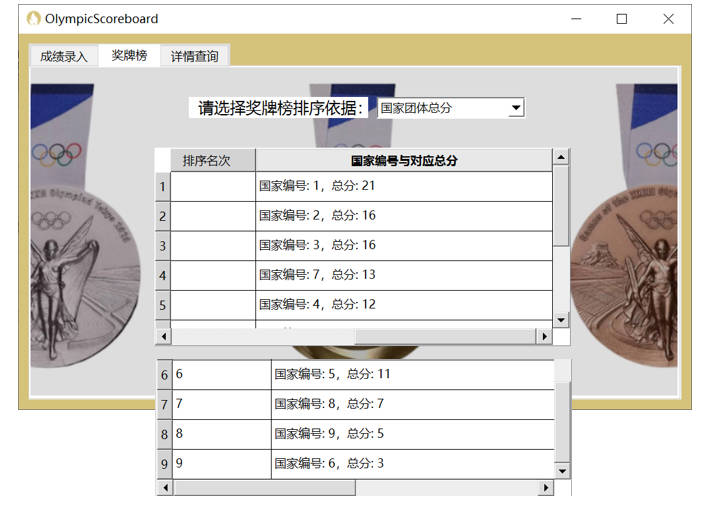 OlympicScoreboard
成绩录入 奖牌榜 详情查询
请选择奖牌榜排序依据： 国家团体总分
排序名次 国家编号与对应总分
1 国家编号: 1，总分: 21
2 国家编号: 2，总分: 16
3 国家编号: 3，总分: 16
4 国家编号: 7，总分: 13
5 国家编号: 4，总分: 12
6 6 国家编号: 5，总分: 11
7 7 国家编号: 8，总分: 7
8 8 国家编号: 9，总分: 5
9 9 国家编号: 6，总分: 3